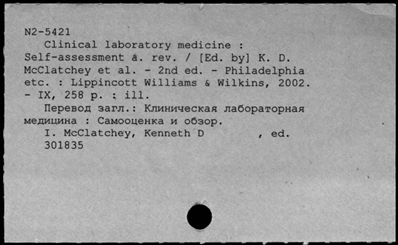 N2-5421
Clinical laboratory medicine :
Self-assessment a. rev. / [Ed. by] K. D.
McClatchey et al. - 2nd ed. - Philadelphia
etc. : Lippincott Williams & Wilkins, 2002.
- IX, 258 p. : ill.
Перевод загл.: Клиническая лабораторная
медицина : Самооценка и обзор.
I. McClatchey, Kenneth D , ed.
301835